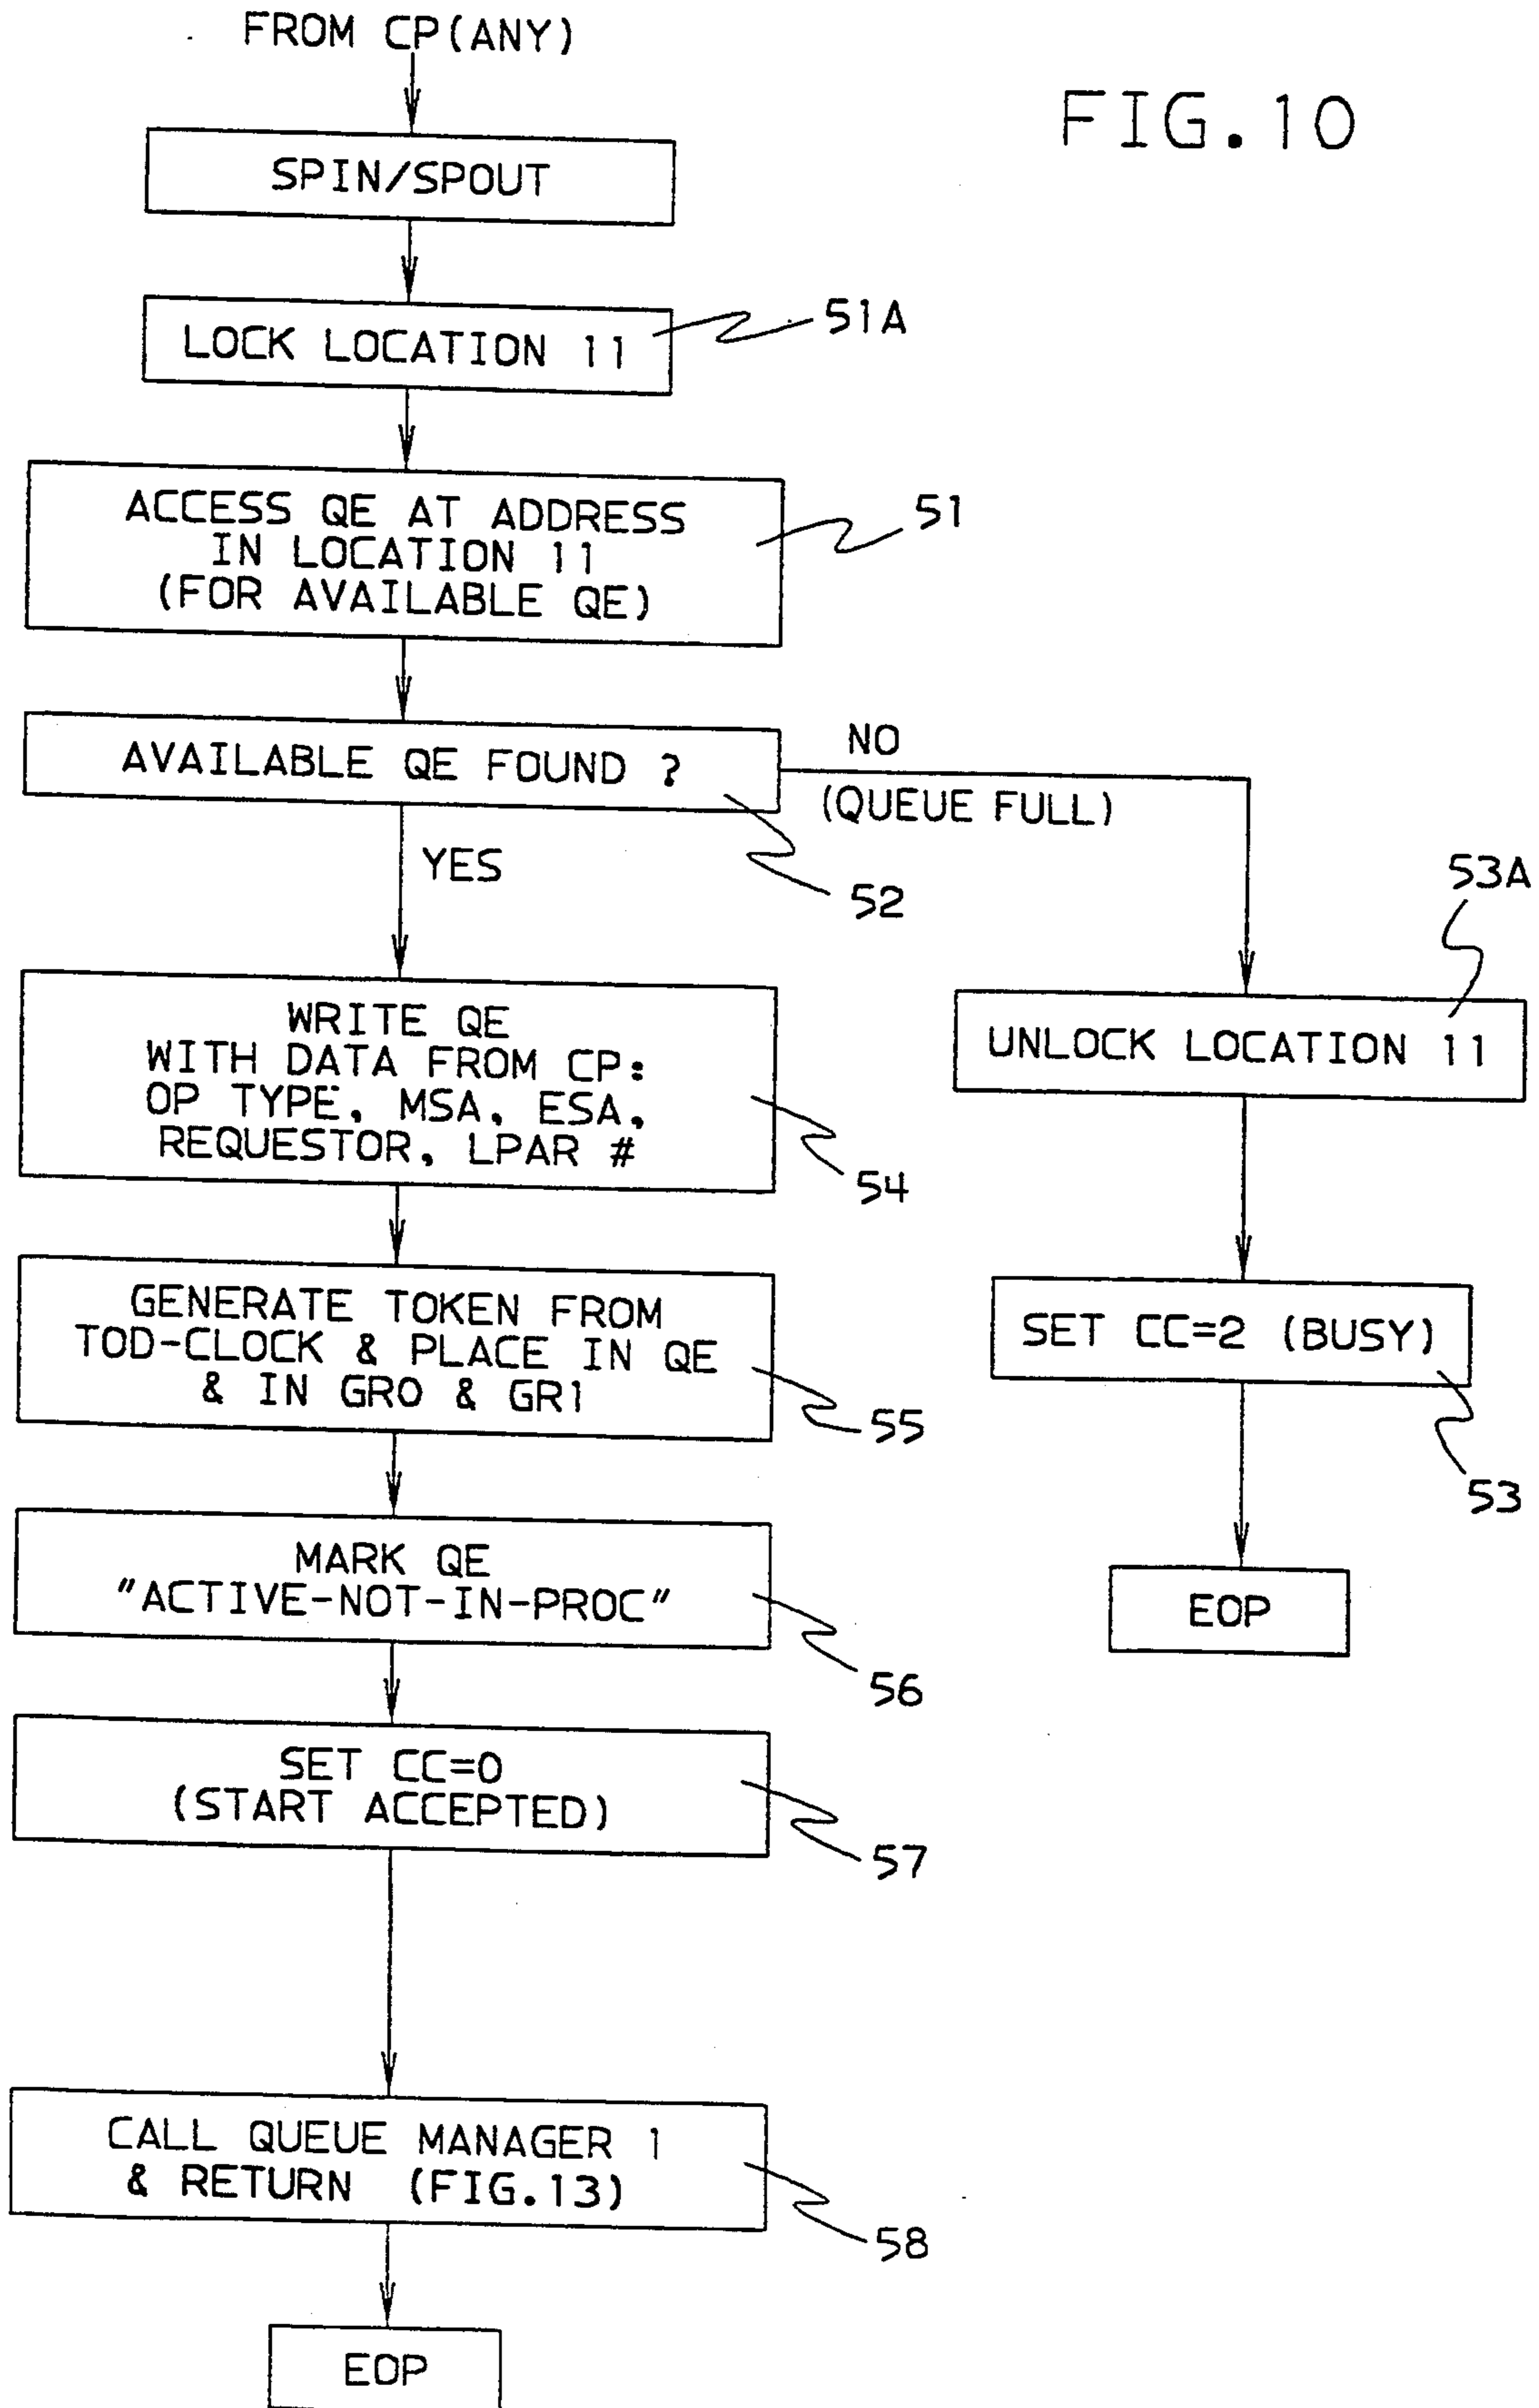 FROM CP(ANY)
FIG.10
SPIN/SPOUT
LOCK LOCATION 11
51A
ACCESS QE AT ADDRESS
IN LOCATION 11
(FOR AVAILABLE QE)
51
AVAILABLE QE FOUND ?
NO
(QUEUE FULL)
52
YES
53A
WRITE QE
WITH DATA FROM CP:
OP TYPE, MSA, ESA,
REQUESTOR, LPAR #
54
UNLOCK LOCATION 11
GENERATE TOKEN FROM
TOD-CLOCK & PLACE IN QE
& IN GR0 & GR1
55
SET CC=2 (BUSY)
53
MARK QE
"ACTIVE-NOT-IN-PROC"
56
EOP
SET CC=0
(START ACCEPTED)
57
CALL QUEUE MANAGER 1
& RETURN (FIG.13)
58
EOP